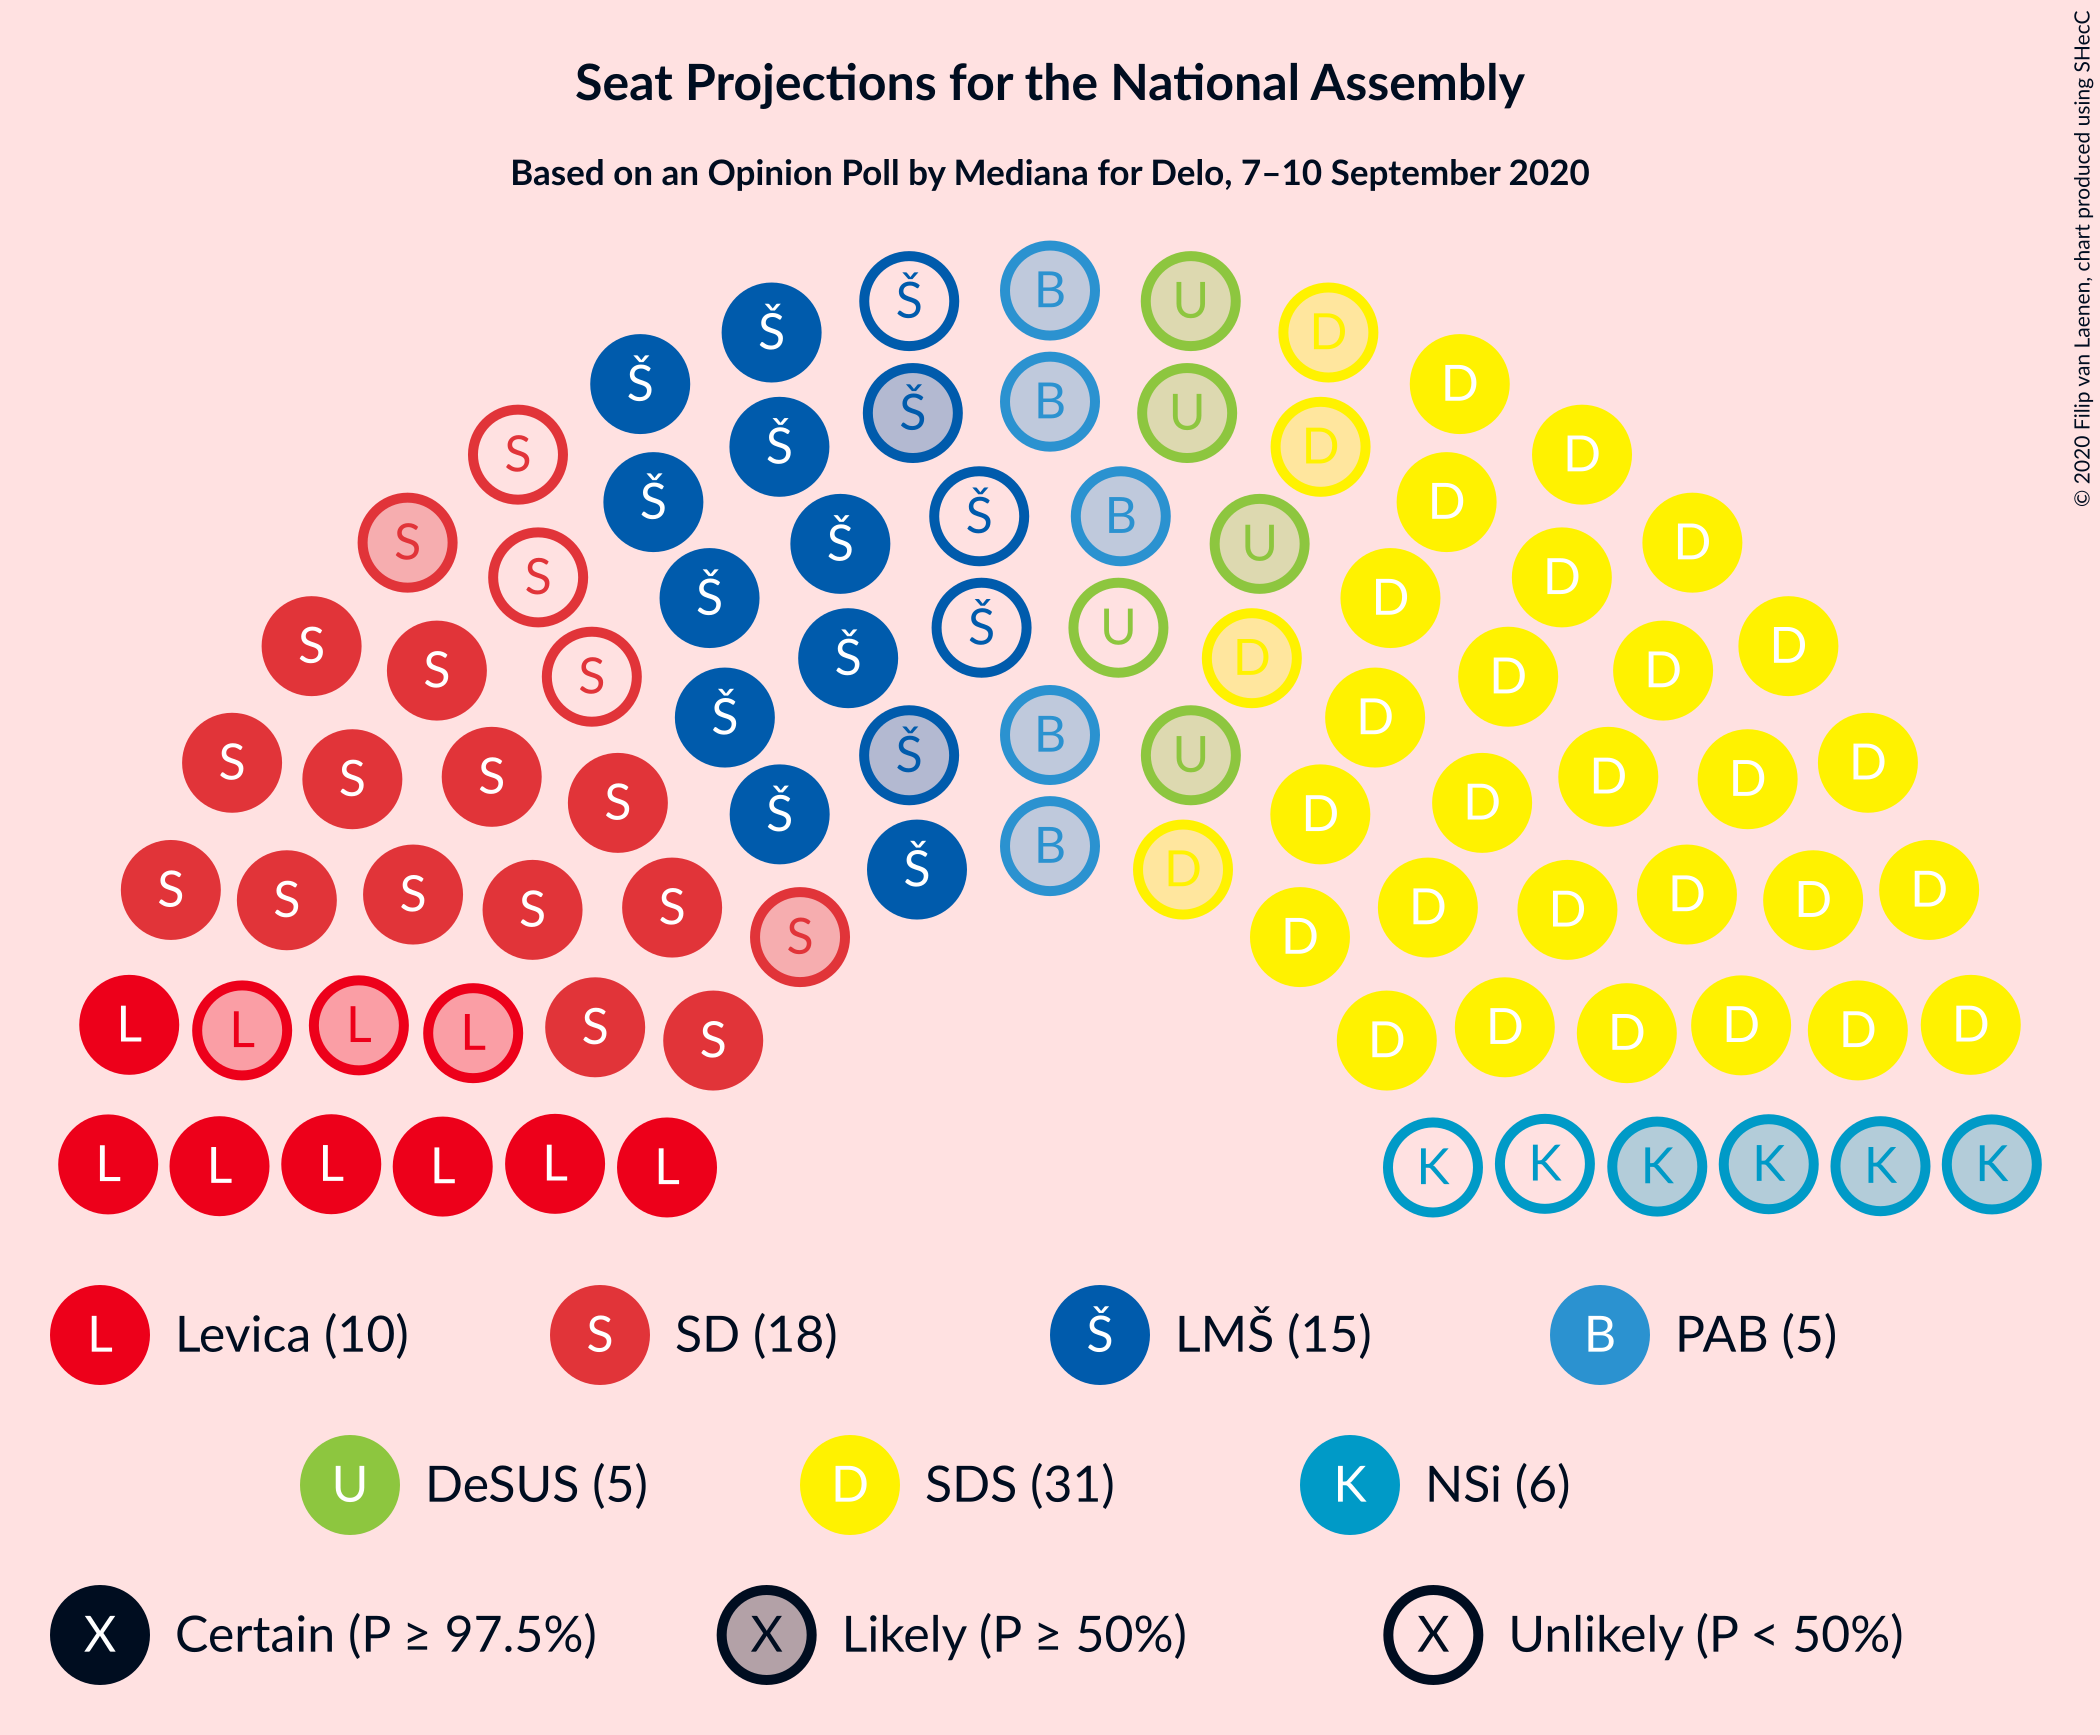 Seat Projections for the National Assembly
Based on an Opinion Poll by Mediana for Delo, 7–10 September 2020
© 2020 Filip van Laenen, chart produced using SHecC
Š B U
Š Š D D
Š B U
S Š D D
Š D
Š D
S Š B D
Š U
S S D D
Š D
Š U
S Š D D
S S D D
Š D
Š B U
S S S D D D
S Š D D
Š B D
S S S S S D D D D D
S D
L L L L S S D D D D D D
L L L L L L K K K K K K
L Levica (10) S SD (18) Š LMŠ (15) B PAB (5)
U DeSUS (5) D SDS (31) K NSi (6)
X Certain (P ≥ 97.5%) X Likely (P ≥ 50%) X Unlikely (P < 50%)